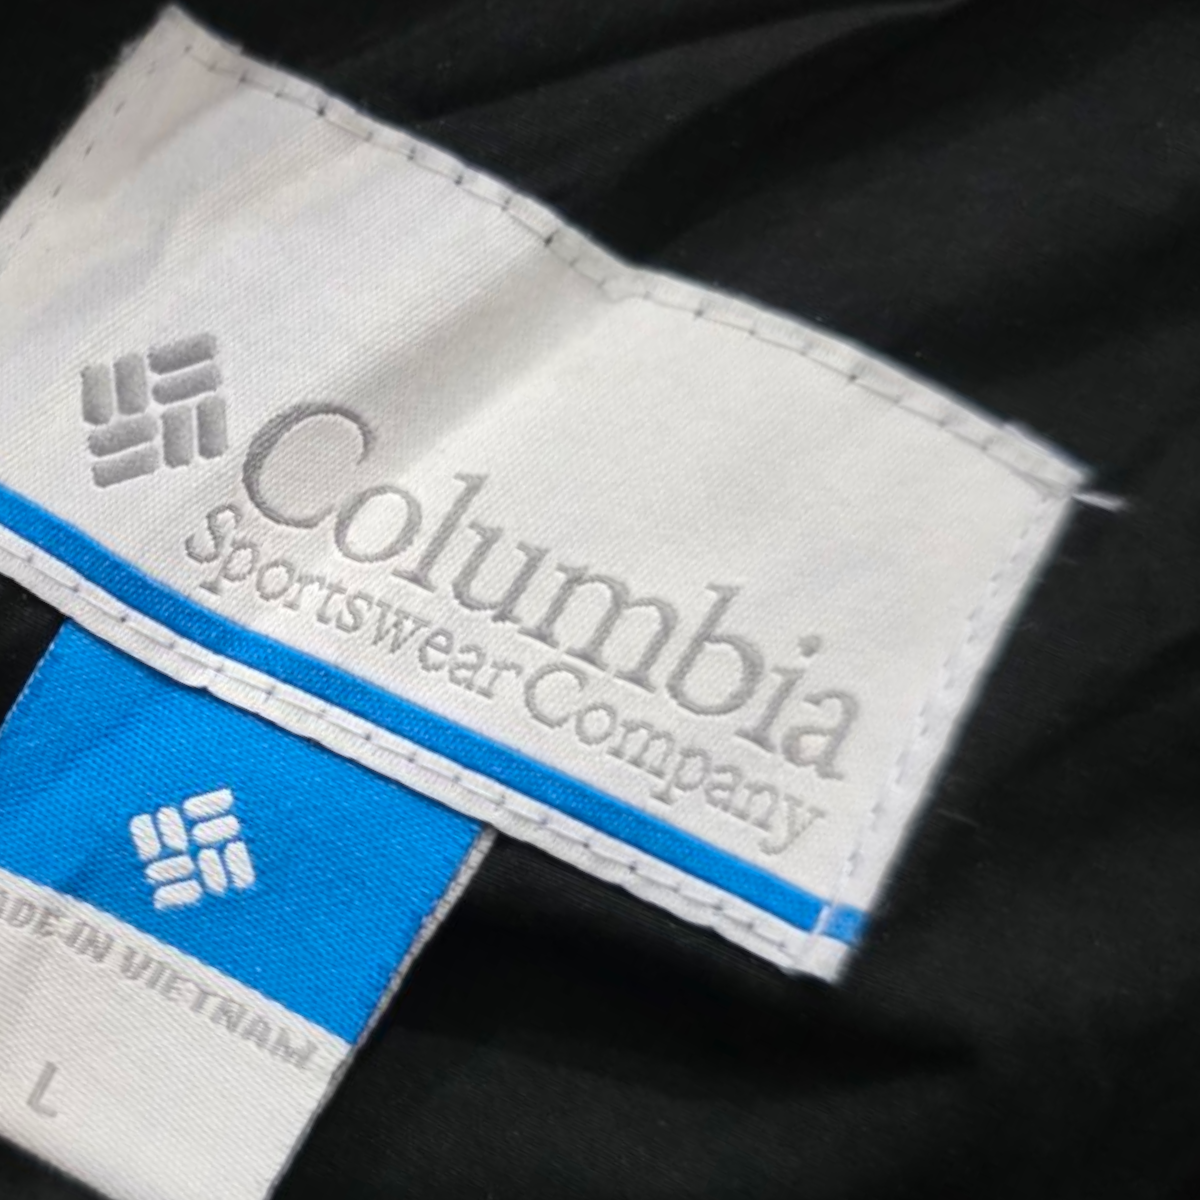 Columbia
Sportswear Company
ADE IN VIETNAM
L